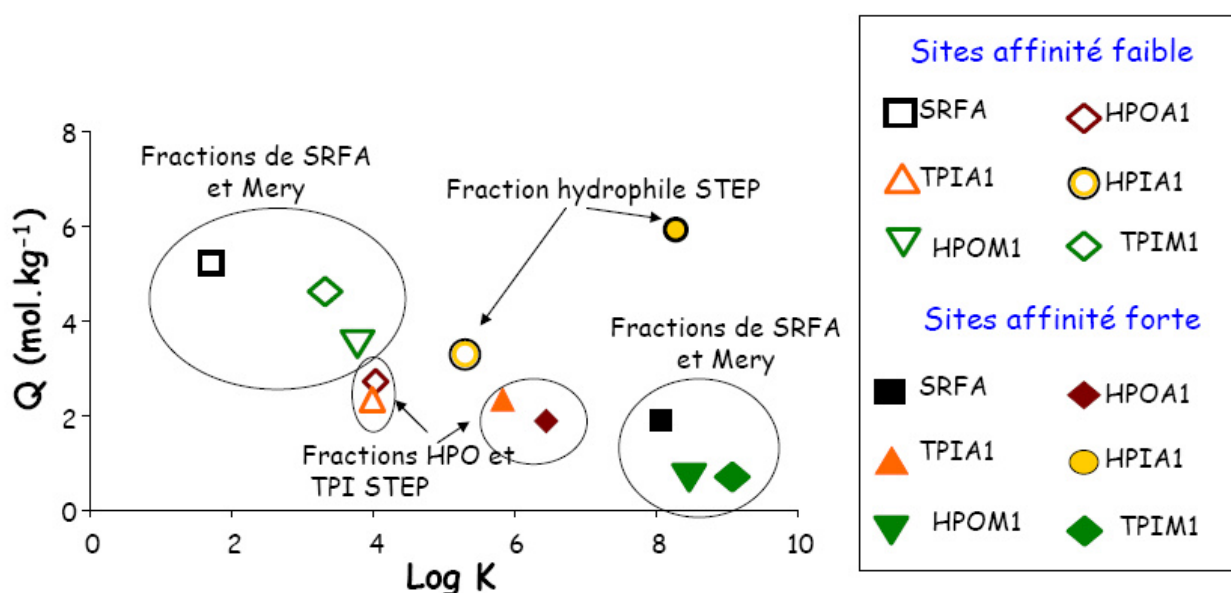 8
6
4
2
0
Q (mol.kg⁻¹)
0 2 4 6 8 10
Log K
Fractions de SRFA
et Mery
Fraction hydrophile STEP
Fractions de SRFA
et Mery
Fractions HPO et
TPI STEP
Sites affinité faible
SRFA HPOA1
TPIA1 HPIA1
HPOM1 TPIM1
Sites affinité forte
SRFA HPOA1
TPIA1 HPIA1
HPOM1 TPIM1